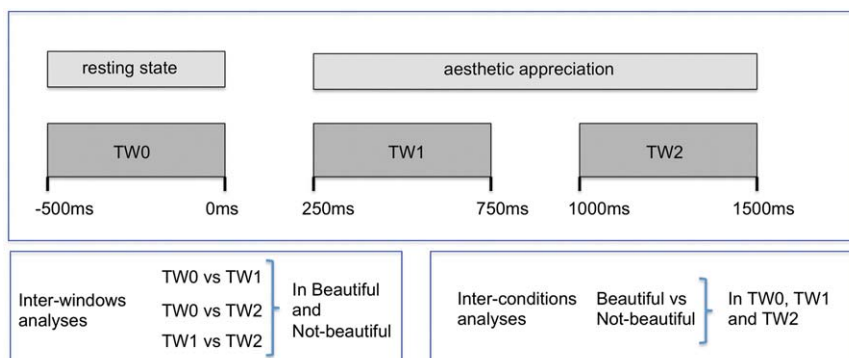 resting state
aesthetic appreciation
TW0
TW1
TW2
-500ms
0ms
250ms
750ms
1000ms
1500ms
Inter-windows
analyses
TW0 vs TW1
TW0 vs TW2
TW1 vs TW2
In Beautiful
and
Not-beautiful
Inter-conditions
analyses
Beautiful vs
Not-beautiful
In TW0, TW1
and TW2